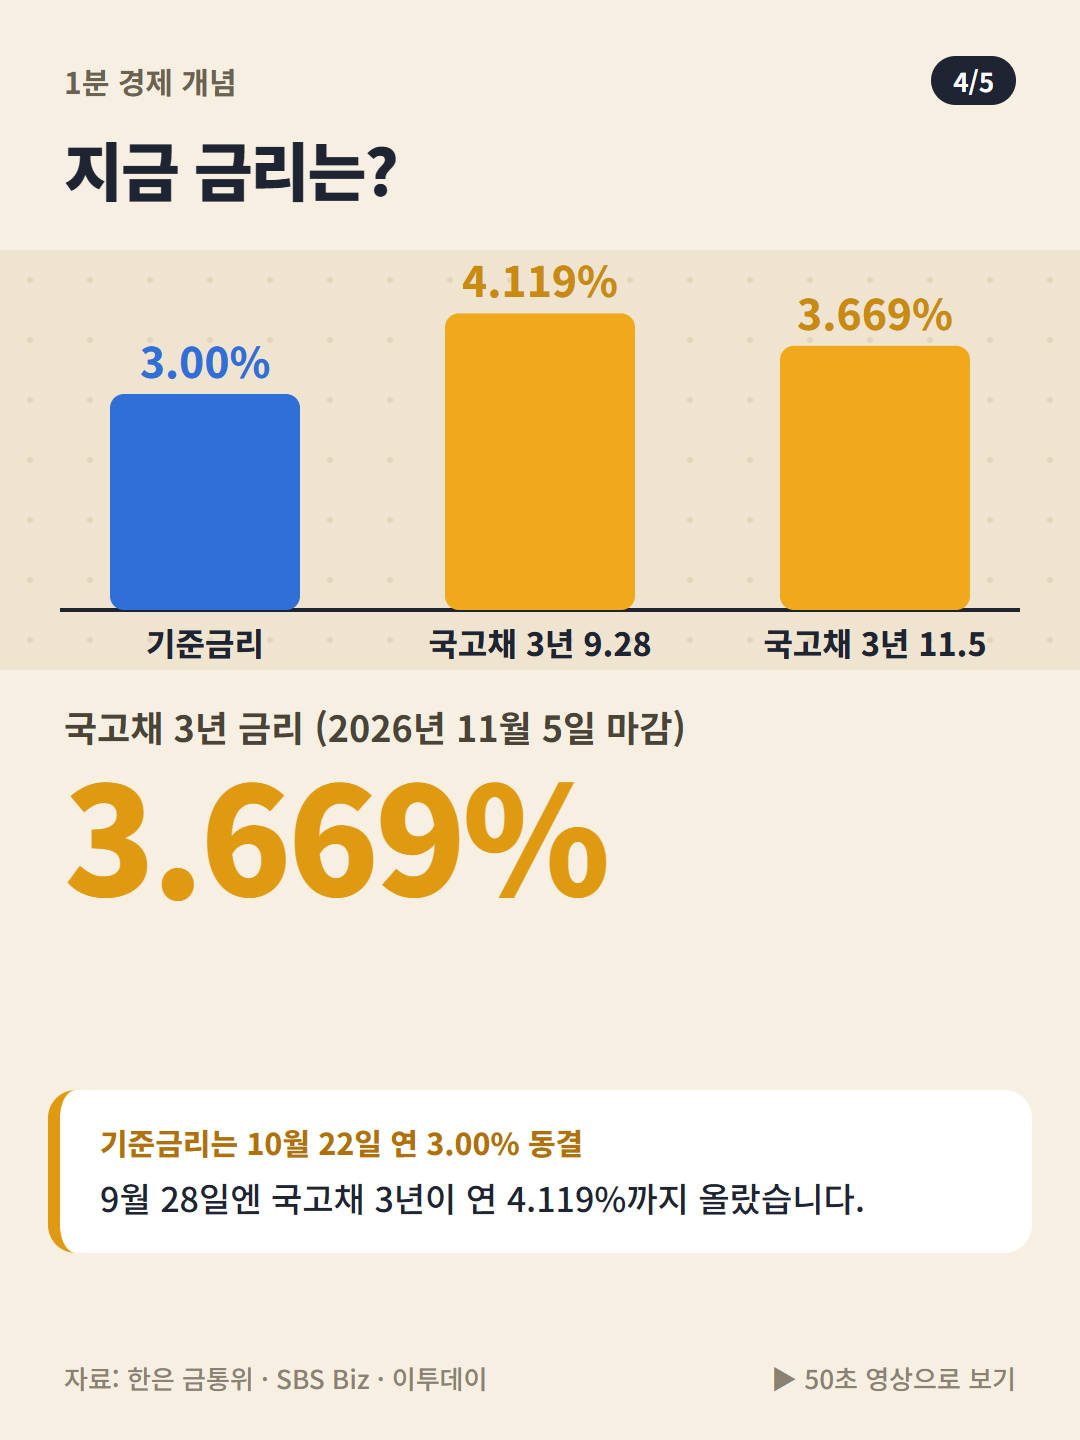 1분 경제 개념
4/5
지금 금리는?
3.00%
4.119%
3.669%
기준금리
국고채 3년 9.28
국고채 3년 11.5
국고채 3년 금리 (2026년 11월 5일 마감)
3.669%
기준금리는 10월 22일 연 3.00% 동결
9월 28일엔 국고채 3년이 연 4.119%까지 올랐습니다.
자료: 한은 금통위 · SBS Biz · 이투데이
▶ 50초 영상으로 보기